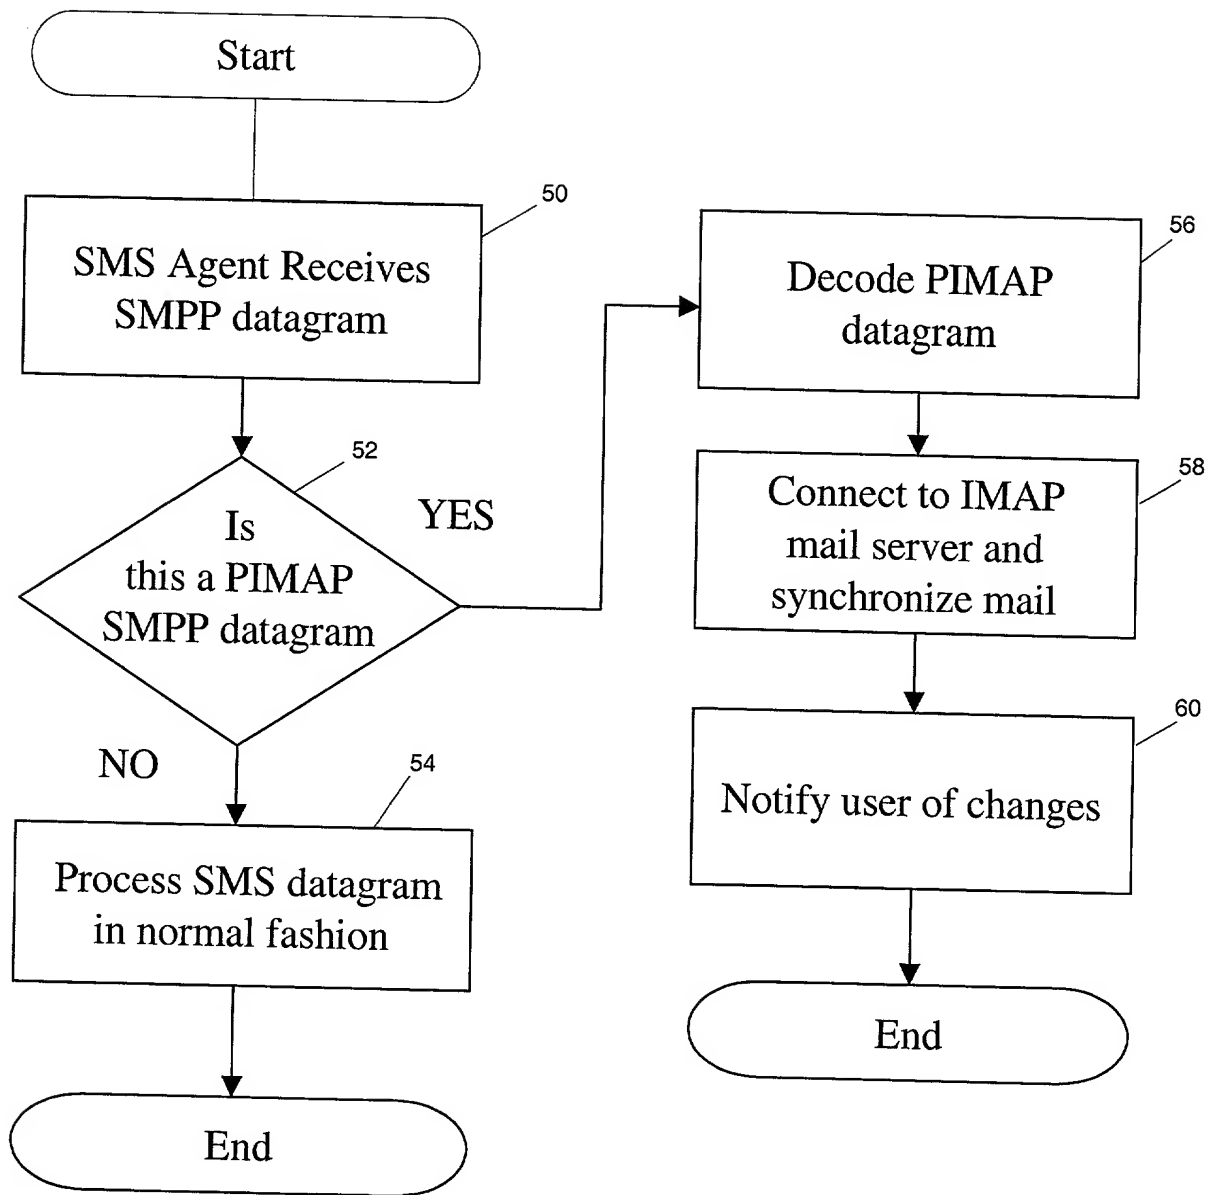 Start
50
SMS Agent Receives
SMPP datagram
52
Is
this a PIMAP
SMPP datagram
YES
NO
54
Process SMS datagram
in normal fashion
End
56
Decode PIMAP
datagram
58
Connect to IMAP
mail server and
synchronize mail
60
Notify user of changes
End